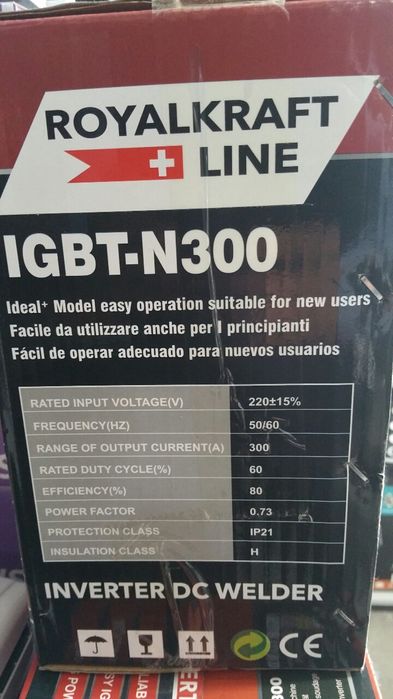 ROYALKRAFT
LINE
IGBT-N300
Ideal+ Model easy operation suitable for new users
Facile da utilizzare anche per I principianti
Fácil de operar adecuado para nuevos usuarios
RATED INPUT VOLTAGE(V) 220±15%
FREQUENCY(HZ) 50/60
RANGE OF OUTPUT CURRENT(A) 300
RATED DUTY CYCLE(%) 60
EFFICIENCY(%) 80
POWER FACTOR 0.73
PROTECTION CLASS IP21
INSULATION CLASS H
INVERTER DC WELDER
CE